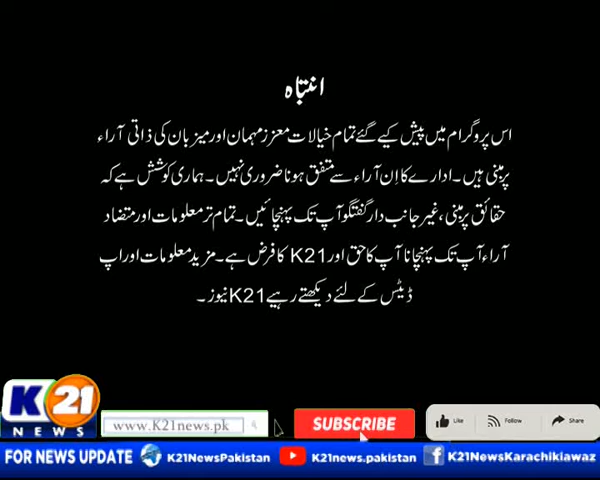 انتباہ
اس پروگرام میں پیش کیے گئے تمام خیالات معزز مہمان اور میزبان کی ذاتی آراء
پر مبنی ہیں۔ ادارے کا اِن آراء سے متفق ہونا ضروری نہیں۔ ہماری کوشش ہے کہ
حقائق پر مبنی، غیر جانب دار گفتگو آپ تک پہنچائیں۔ تمام تر معلومات اور متضاد
آراء آپ تک پہنچانا آپ کا حق اور K21 کا فرض ہے۔ مزید معلومات اور اپ
ڈیٹس کے لئے دیکھتے رہیے K21 نیوز۔
K21
NEWS
www.K21news.pk
SUBSCRIBE
Like
Follow
Share
FOR NEWS UPDATE K21NewsPakistan K21news.pakistan K21NewsKarachikiawaz